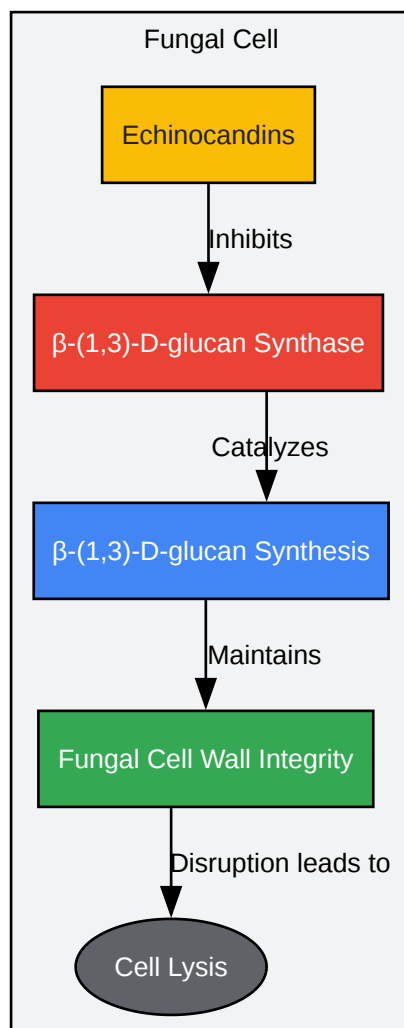 Fungal Cell
Echinocandins
Inhibits
β-(1,3)-D-glucan Synthase
Catalyzes
β-(1,3)-D-glucan Synthesis
Maintains
Fungal Cell Wall Integrity
Disruption leads to
Cell Lysis